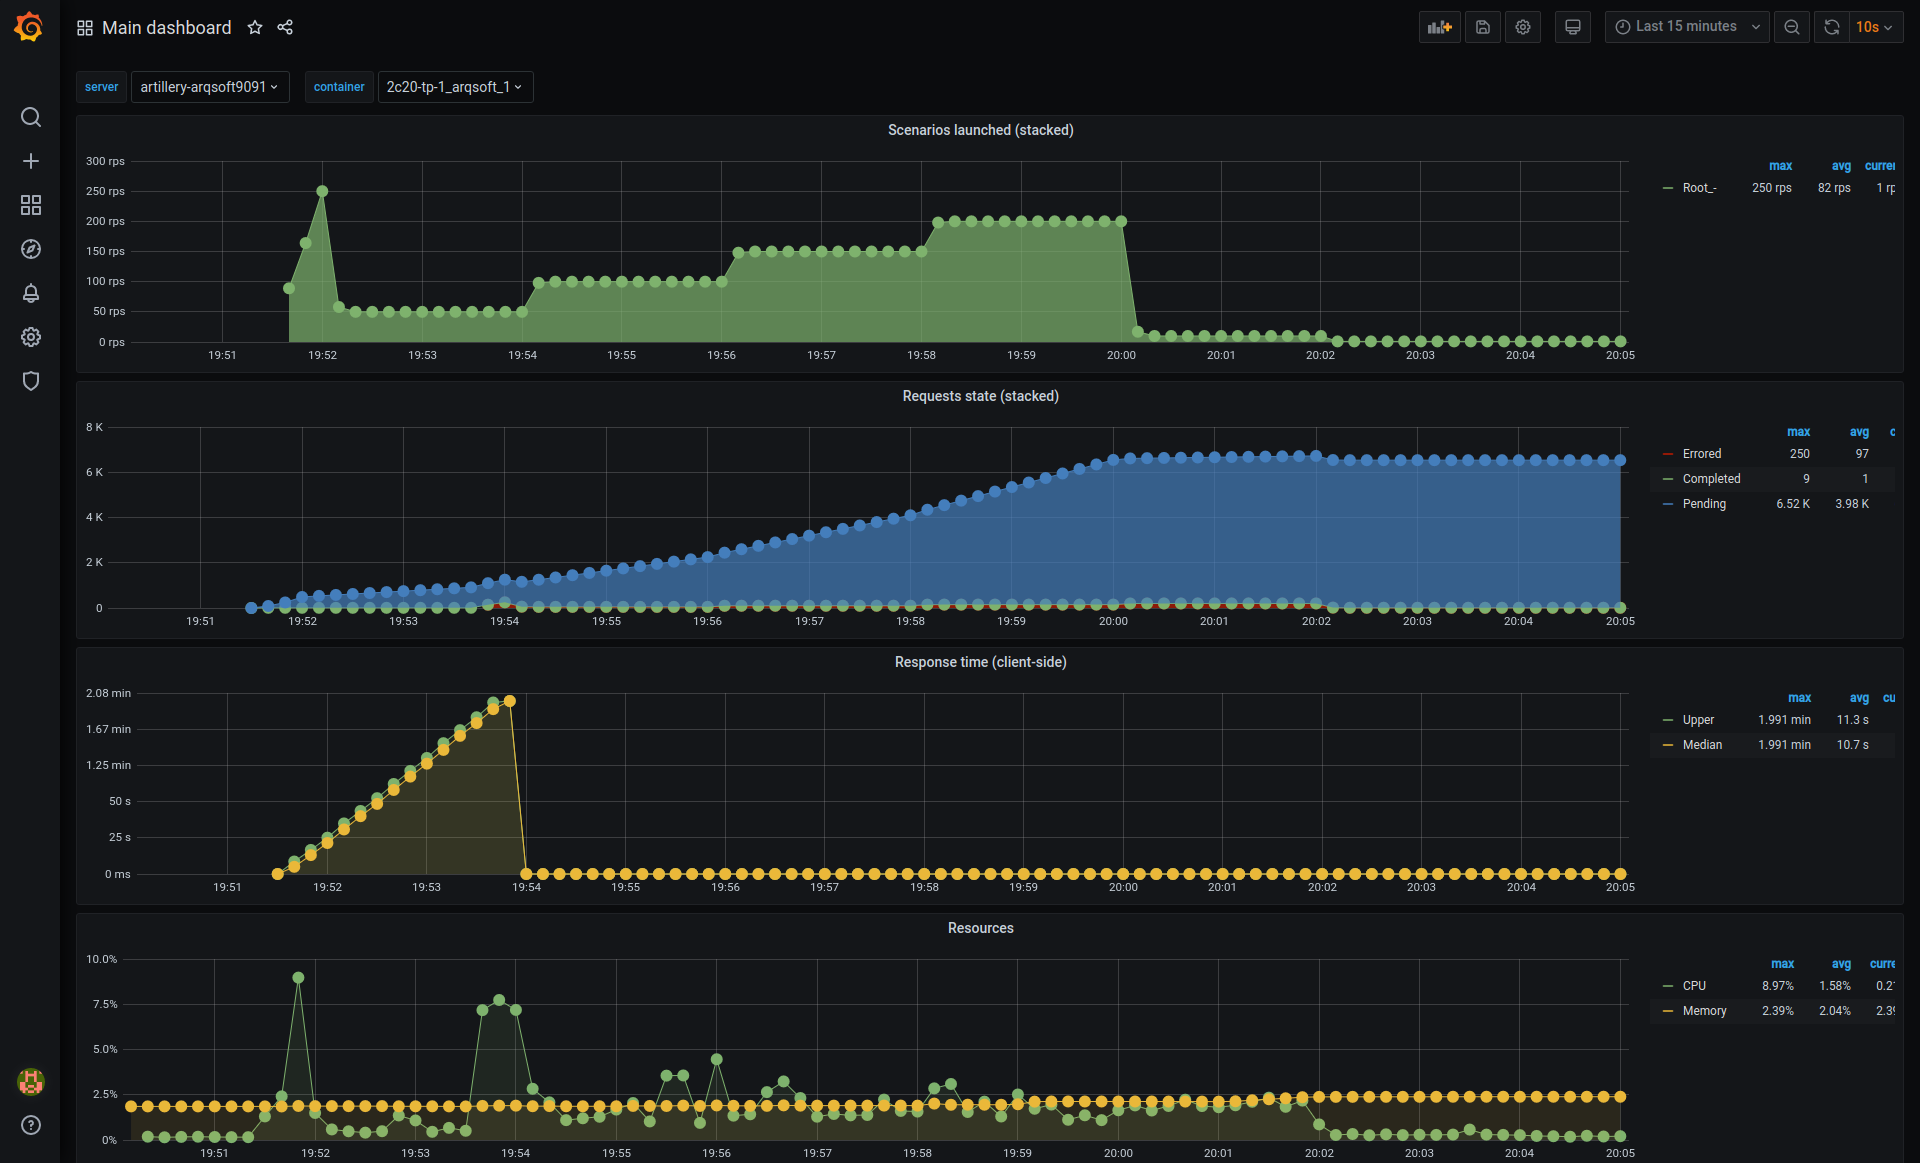 Main dashboard
Last 15 minutes
10s
server
artillery-arqsoft9091
container
2c20-tp-1_arqsoft_1
Scenarios launched (stacked)
300 rps
250 rps
200 rps
150 rps
100 rps
50 rps
0 rps
19:51 19:52 19:53 19:54 19:55 19:56 19:57 19:58 19:59 20:00 20:01 20:02 20:03 20:04 20:05
max avg curre
Root_- 250 rps 82 rps 1 rp
Requests state (stacked)
8 K
6 K
4 K
2 K
0
19:51 19:52 19:53 19:54 19:55 19:56 19:57 19:58 19:59 20:00 20:01 20:02 20:03 20:04 20:05
max avg c
Errored 250 97
Completed 9 1
Pending 6.52 K 3.98 K
Response time (client-side)
2.08 min
1.67 min
1.25 min
50 s
25 s
0 ms
19:51 19:52 19:53 19:54 19:55 19:56 19:57 19:58 19:59 20:00 20:01 20:02 20:03 20:04 20:05
max avg cu
Upper 1.991 min 11.3 s
Median 1.991 min 10.7 s
Resources
10.0%
7.5%
5.0%
2.5%
0%
19:51 19:52 19:53 19:54 19:55 19:56 19:57 19:58 19:59 20:00 20:01 20:02 20:03 20:04 20:05
max avg curre
CPU 8.97% 1.58% 0.2
Memory 2.39% 2.04% 2.39